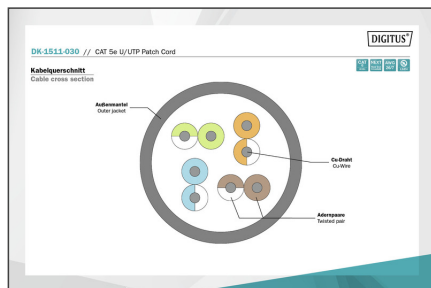 DIGITUS®
DK-1511-030 // CAT 5e U/UTP Patch Cord
Kabelquerschnitt
Cable cross section
Außenmantel
Outer jacket
Cu-Draht
Cu-Wire
Adernpaare
Twisted pair